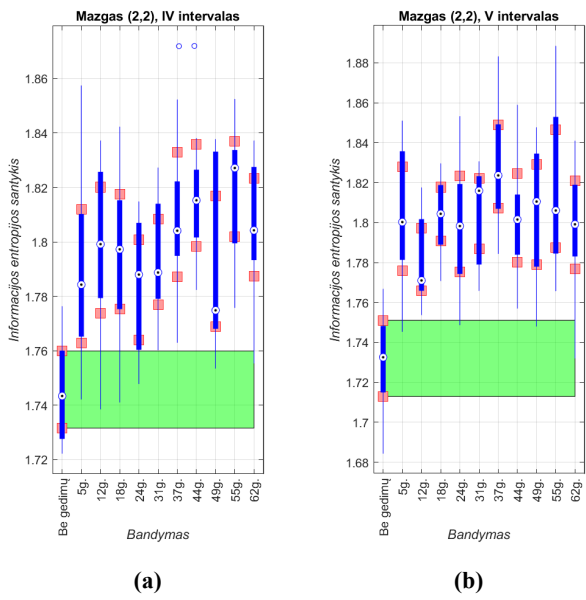 Mazgas (2,2), IV intervalas
Informacijos entropijos santykis
1.86
1.84
1.82
1.8
1.78
1.76
1.74
1.72
Be gedimų
5g.
12g.
18g.
24g.
31g.
37g.
44g.
49g.
55g.
62g.
Bandymas
(a)
Mazgas (2,2), V intervalas
Informacijos entropijos santykis
1.88
1.86
1.84
1.82
1.8
1.78
1.76
1.74
1.72
1.7
1.68
Be gedimų
5g.
12g.
18g.
24g.
31g.
37g.
44g.
49g.
55g.
62g.
Bandymas
(b)